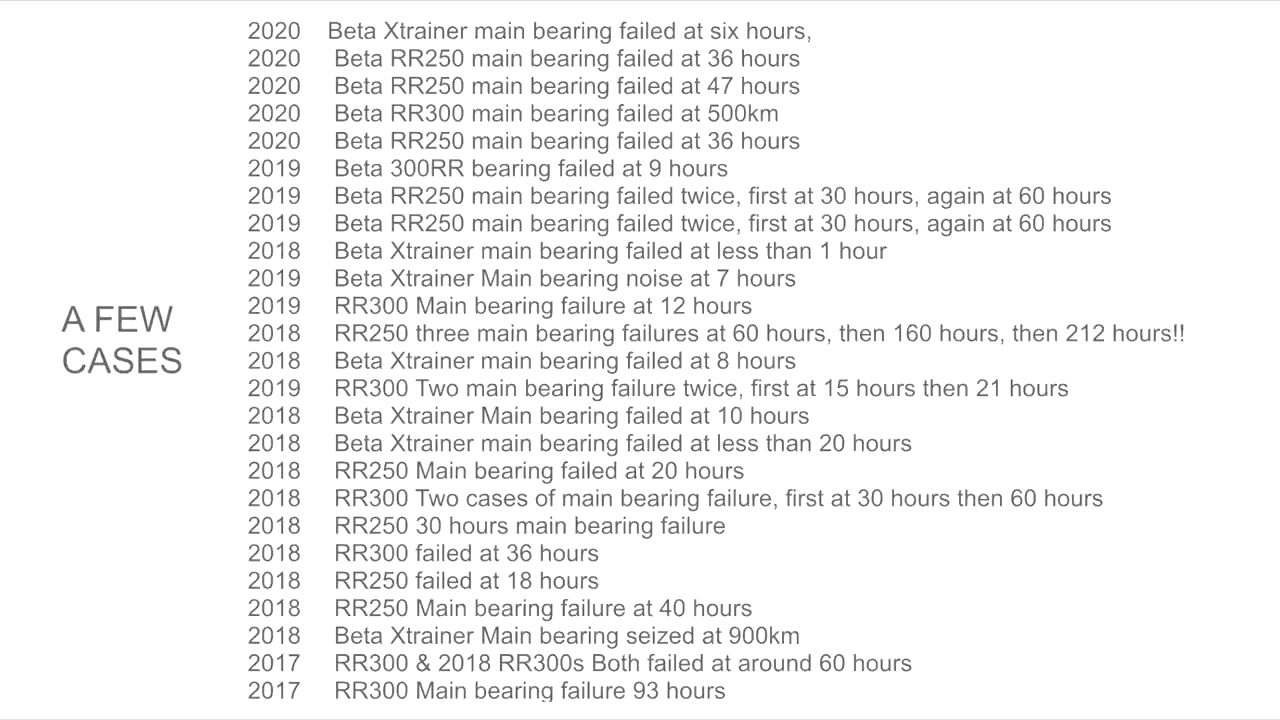 2020 Beta Xtrainer main bearing failed at six hours,
2020 Beta RR250 main bearing failed at 36 hours
2020 Beta RR250 main bearing failed at 47 hours
2020 Beta RR300 main bearing failed at 500km
2020 Beta RR250 main bearing failed at 36 hours
2019 Beta 300RR bearing failed at 9 hours
2019 Beta RR250 main bearing failed twice, first at 30 hours, again at 60 hours
2019 Beta RR250 main bearing failed twice, first at 30 hours, again at 60 hours
2018 Beta Xtrainer main bearing failed at less than 1 hour
2019 Beta Xtrainer Main bearing noise at 7 hours
2019 RR300 Main bearing failure at 12 hours
2018 RR250 three main bearing failures at 60 hours, then 160 hours, then 212 hours!!
2018 Beta Xtrainer main bearing failed at 8 hours
2019 RR300 Two main bearing failure twice, first at 15 hours then 21 hours
2018 Beta Xtrainer Main bearing failed at 10 hours
2018 Beta Xtrainer main bearing failed at less than 20 hours
2018 RR250 Main bearing failed at 20 hours
2018 RR300 Two cases of main bearing failure, first at 30 hours then 60 hours
2018 RR250 30 hours main bearing failure
2018 RR300 failed at 36 hours
2018 RR250 failed at 18 hours
2018 RR250 Main bearing failure at 40 hours
2018 Beta Xtrainer Main bearing seized at 900km
2017 RR300 & 2018 RR300s Both failed at around 60 hours
2017 RR300 Main bearing failure 93 hours
A FEW
CASES